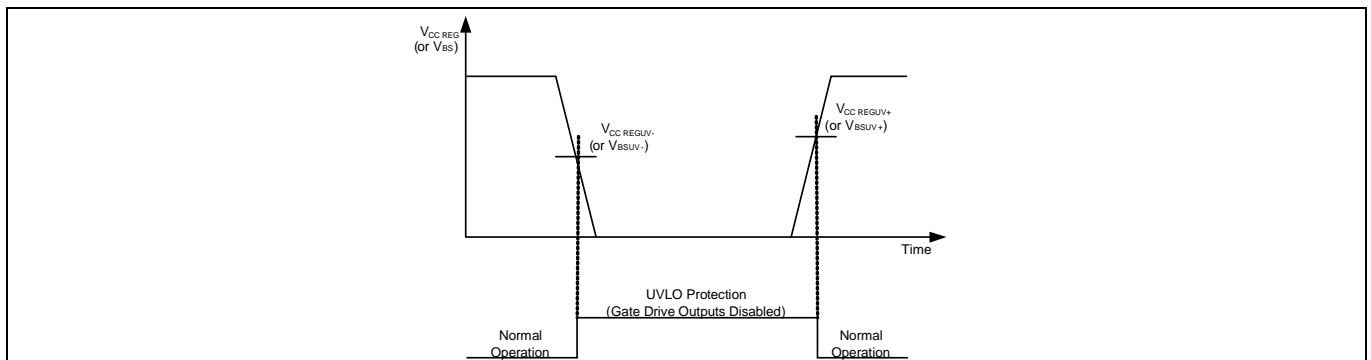 VCC REG
(or VBS)
VCC REGUV-
(or VBSUV-)
VCC REGUV+
(or VBSUV+)
Time
UVLO Protection
(Gate Drive Outputs Disabled)
Normal
Operation
Normal
Operation